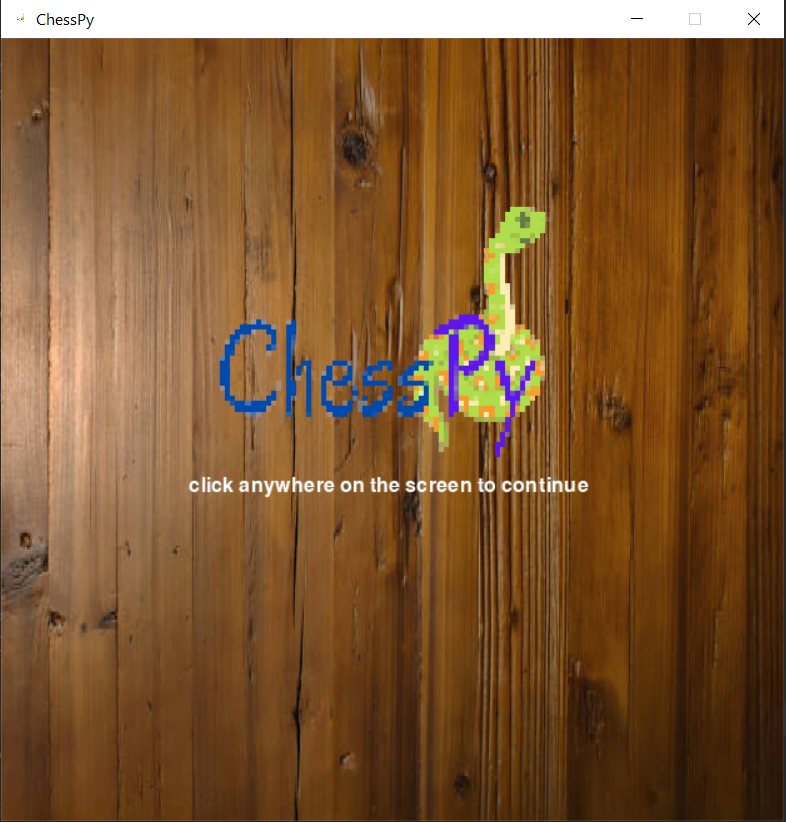 ChessPy
ChessPy
click anywhere on the screen to continue